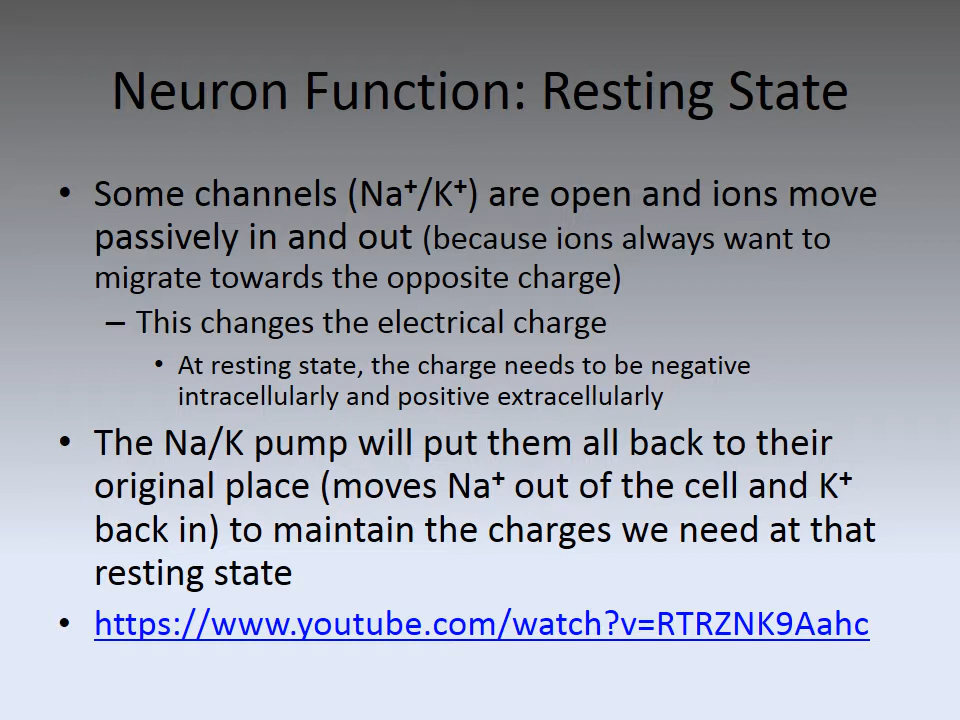 Neuron Function: Resting State
• Some channels (Na⁺/K⁺) are open and ions move
passively in and out (because ions always want to
migrate towards the opposite charge)
– This changes the electrical charge
• At resting state, the charge needs to be negative
intracellularly and positive extracellularly
• The Na/K pump will put them all back to their
original place (moves Na⁺ out of the cell and K⁺
back in) to maintain the charges we need at that
resting state
• https://www.youtube.com/watch?v=RTRZNK9Aahc